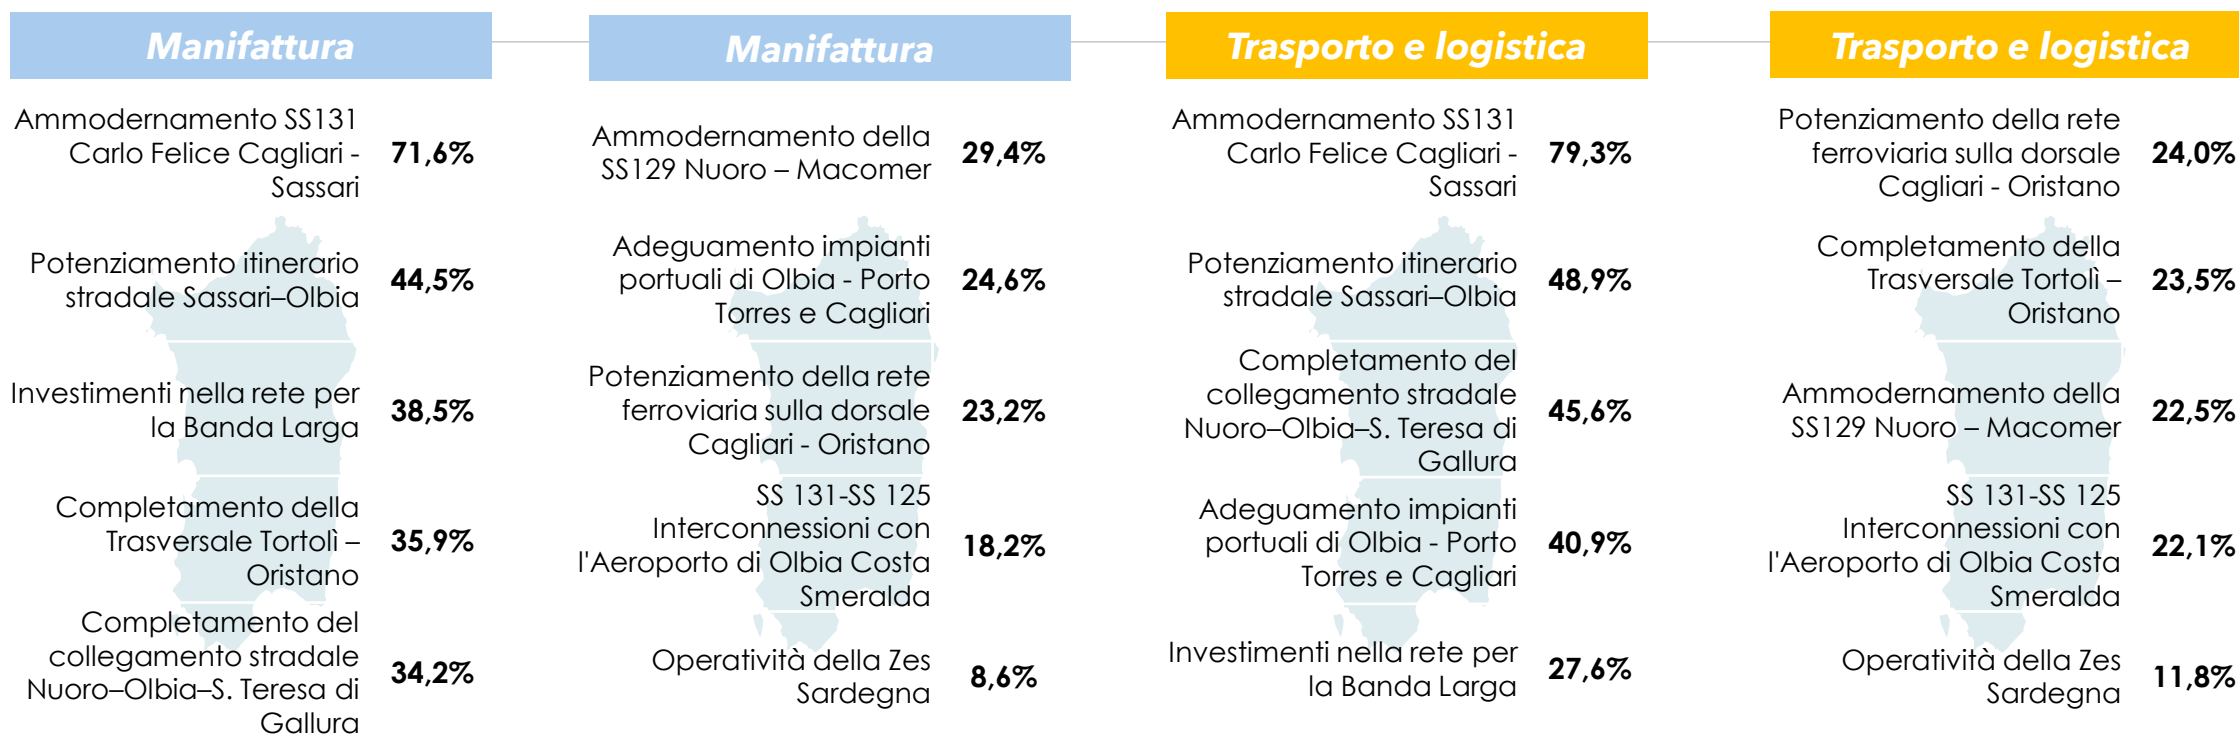 Manifattura
Ammodernamento SS131
Carlo Felice Cagliari -
Sassari
71,6%
Potenziamento itinerario
stradale Sassari–Olbia
44,5%
Investimenti nella rete per
la Banda Larga
38,5%
Completamento della
Trasversale Tortolì –
Oristano
35,9%
Completamento del
collegamento stradale
Nuoro–Olbia–S. Teresa di
Gallura
34,2%
Manifattura
Ammodernamento della
SS129 Nuoro – Macomer
29,4%
Adeguamento impianti
portuali di Olbia - Porto
Torres e Cagliari
24,6%
Potenziamento della rete
ferroviaria sulla dorsale
Cagliari - Oristano
23,2%
SS 131-SS 125
Interconnessioni con
l'Aeroporto di Olbia Costa
Smeralda
18,2%
Operatività della Zes
Sardegna
8,6%
Trasporto e logistica
Ammodernamento SS131
Carlo Felice Cagliari -
Sassari
79,3%
Potenziamento itinerario
stradale Sassari–Olbia
48,9%
Completamento del
collegamento stradale
Nuoro–Olbia–S. Teresa di
Gallura
45,6%
Adeguamento impianti
portuali di Olbia - Porto
Torres e Cagliari
40,9%
Investimenti nella rete per
la Banda Larga
27,6%
Trasporto e logistica
Potenziamento della rete
ferroviaria sulla dorsale
Cagliari - Oristano
24,0%
Completamento della
Trasversale Tortolì –
Oristano
23,5%
Ammodernamento della
SS129 Nuoro – Macomer
22,5%
SS 131-SS 125
Interconnessioni con
l'Aeroporto di Olbia Costa
Smeralda
22,1%
Operatività della Zes
Sardegna
11,8%